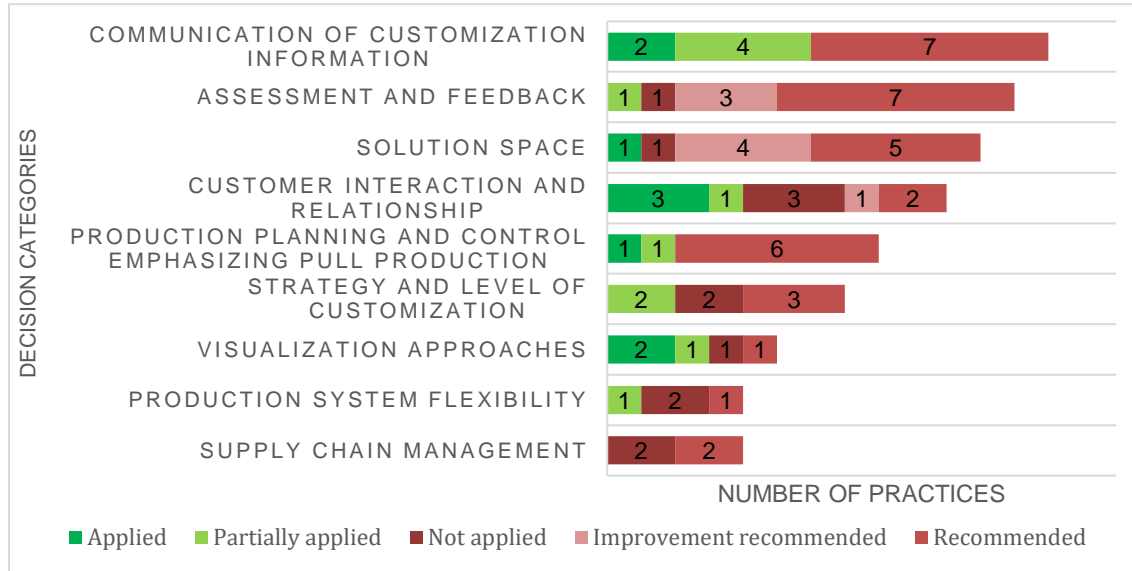 COMMUNICATION OF CUSTOMIZATION
INFORMATION
2 4 7
ASSESSMENT AND FEEDBACK
1 1 3 7
SOLUTION SPACE
1 1 4 5
CUSTOMER INTERACTION AND
RELATIONSHIP
3 1 3 1 2
PRODUCTION PLANNING AND CONTROL
EMPHASIZING PULL PRODUCTION
1 1 6
STRATEGY AND LEVEL OF
CUSTOMIZATION
2 2 3
VISUALIZATION APPROACHES
2 1 1 1
PRODUCTION SYSTEM FLEXIBILITY
1 2 1
SUPPLY CHAIN MANAGEMENT
2 2
DECISION CATEGORIES
NUMBER OF PRACTICES
Applied Partially applied Not applied Improvement recommended Recommended